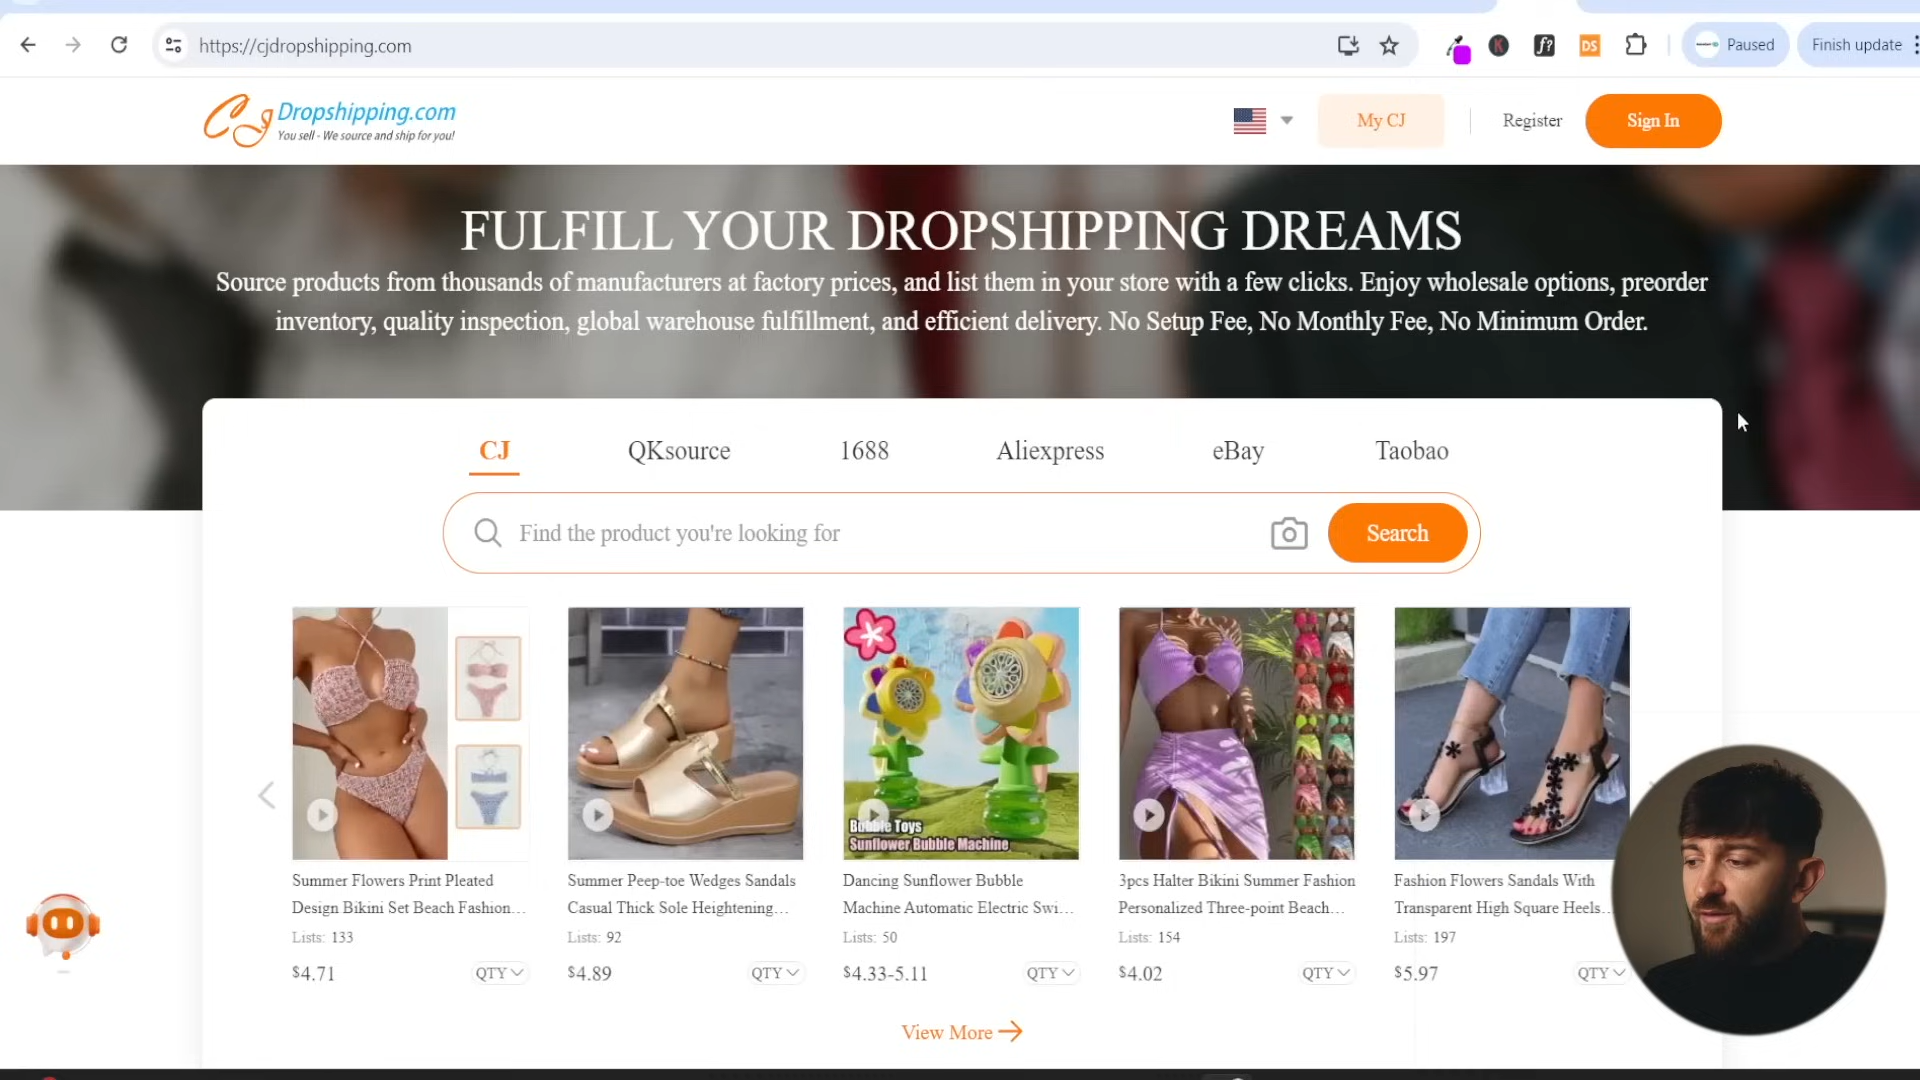 https://cjdropshipping.com
K
f?
DS
Paused
Finish update
CJ Dropshipping.com
You sell - We source and ship for you!
My CJ
Register
Sign In
FULFILL YOUR DROPSHIPPING DREAMS
Source products from thousands of manufacturers at factory prices, and list them in your store with a few clicks. Enjoy wholesale options, preorder
inventory, quality inspection, global warehouse fulfillment, and efficient delivery. No Setup Fee, No Monthly Fee, No Minimum Order.
CJ QKsource 1688 Aliexpress eBay Taobao
Find the product you're looking for
Search
Bobble Toys
Sunflower Bubble Machine
Summer Flowers Print Pleated
Design Bikini Set Beach Fashion...
Lists: 133
$4.71 QTY
Summer Peep-toe Wedges Sandals
Casual Thick Sole Heightening...
Lists: 92
$4.89 QTY
Dancing Sunflower Bubble
Machine Automatic Electric Swi...
Lists: 50
$4.33-5.11 QTY
3pcs Halter Bikini Summer Fashion
Personalized Three-point Beach...
Lists: 154
$4.02 QTY
Fashion Flowers Sandals With
Transparent High Square Heels...
Lists: 197
$5.97 QTY
View More